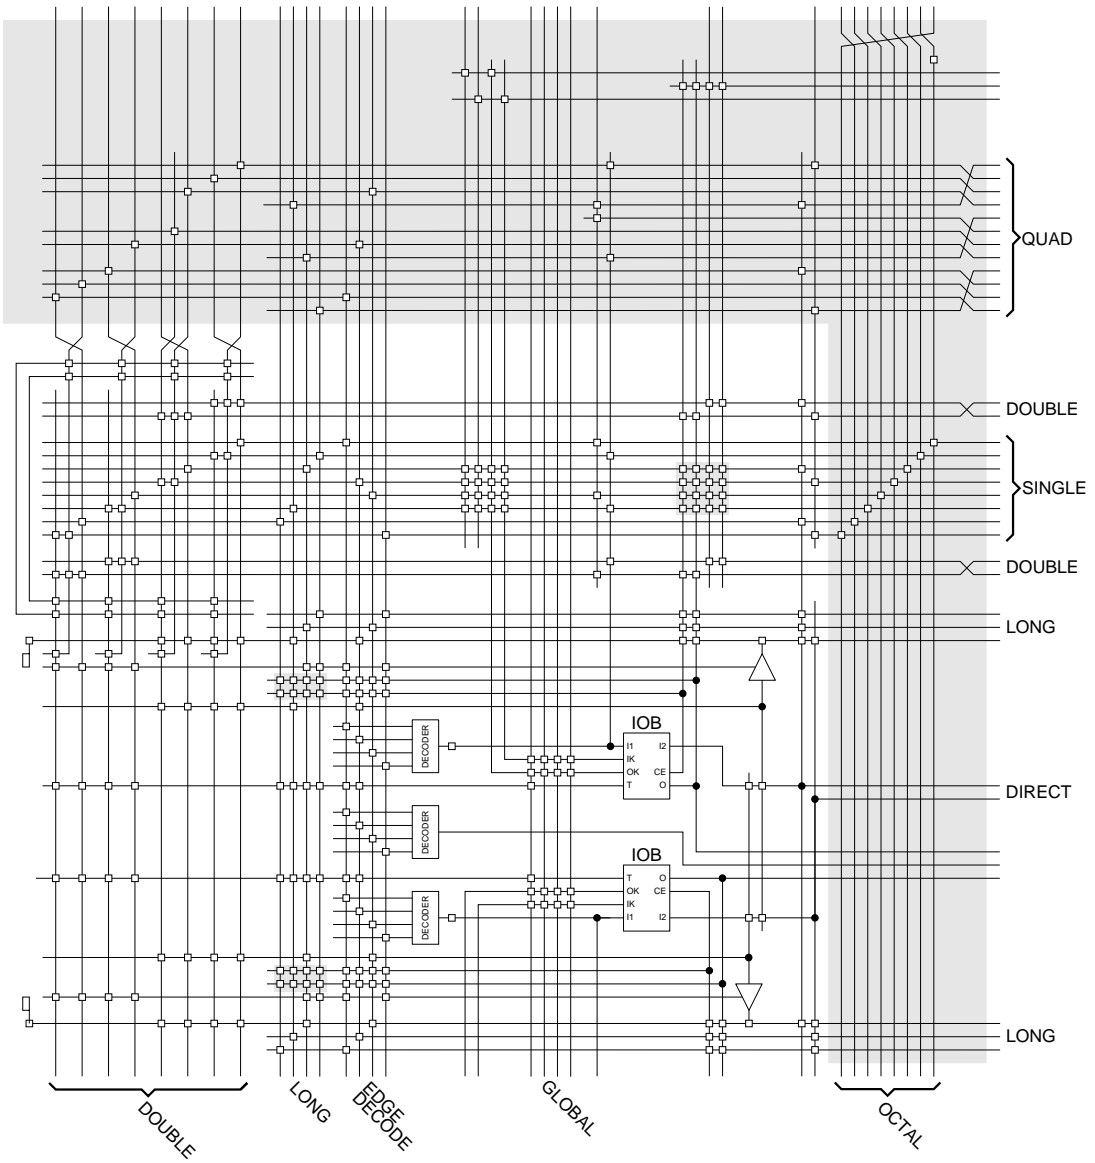 QUAD
DOUBLE
SINGLE
DOUBLE
LONG
IOB
DECODER
I1 I2
IK
OK CE
T O
DIRECT
DECODER
IOB
DECODER
T O
OK CE
IK
I1 I2
LONG
DOUBLE
LONG
EDGE
DECODE
GLOBAL
OCTAL